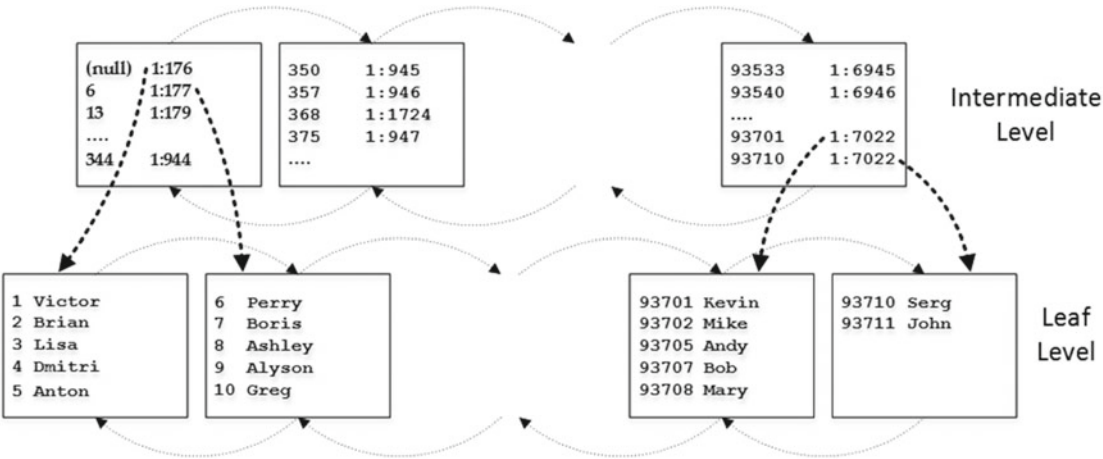 (null) 1:176
6 1:177
13 1:179
....
344 1:944
350 1:945
357 1:946
368 1:1724
375 1:947
....
93533 1:6945
93540 1:6946
....
93701 1:7022
93710 1:7022
Intermediate
Level
1 Victor
2 Brian
3 Lisa
4 Dmitri
5 Anton
6 Perry
7 Boris
8 Ashley
9 Alyson
10 Greg
93701 Kevin
93702 Mike
93705 Andy
93707 Bob
93708 Mary
93710 Serg
93711 John
Leaf
Level